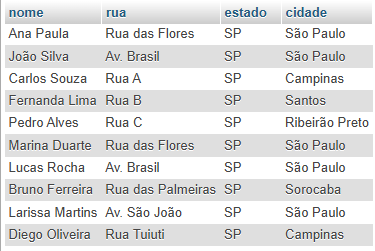 nome rua estado cidade
Ana Paula Rua das Flores SP São Paulo
João Silva Av. Brasil SP São Paulo
Carlos Souza Rua A SP Campinas
Fernanda Lima Rua B SP Santos
Pedro Alves Rua C SP Ribeirão Preto
Marina Duarte Rua das Flores SP São Paulo
Lucas Rocha Av. Brasil SP São Paulo
Bruno Ferreira Rua das Palmeiras SP Sorocaba
Larissa Martins Av. São João SP São Paulo
Diego Oliveira Rua Tuiuti SP Campinas